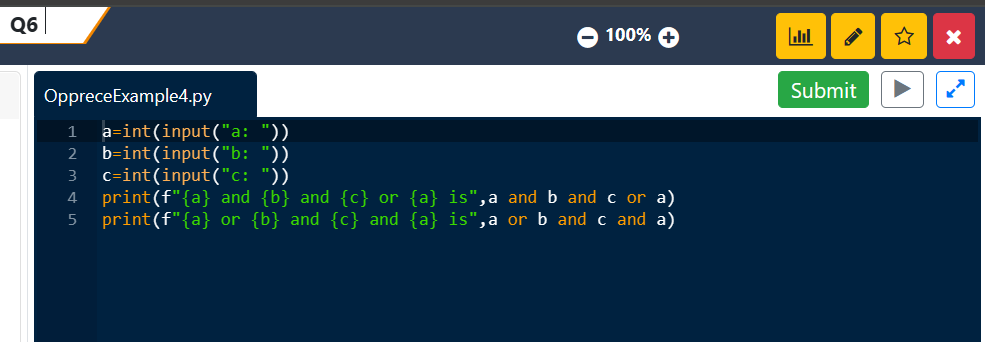 Q6
100%
Submit
OppreceExample4.py
1 a=int(input("a: "))
2 b=int(input("b: "))
3 c=int(input("c: "))
4 print(f"{a} and {b} and {c} or {a} is",a and b and c or a)
5 print(f"{a} or {b} and {c} and {a} is",a or b and c and a)